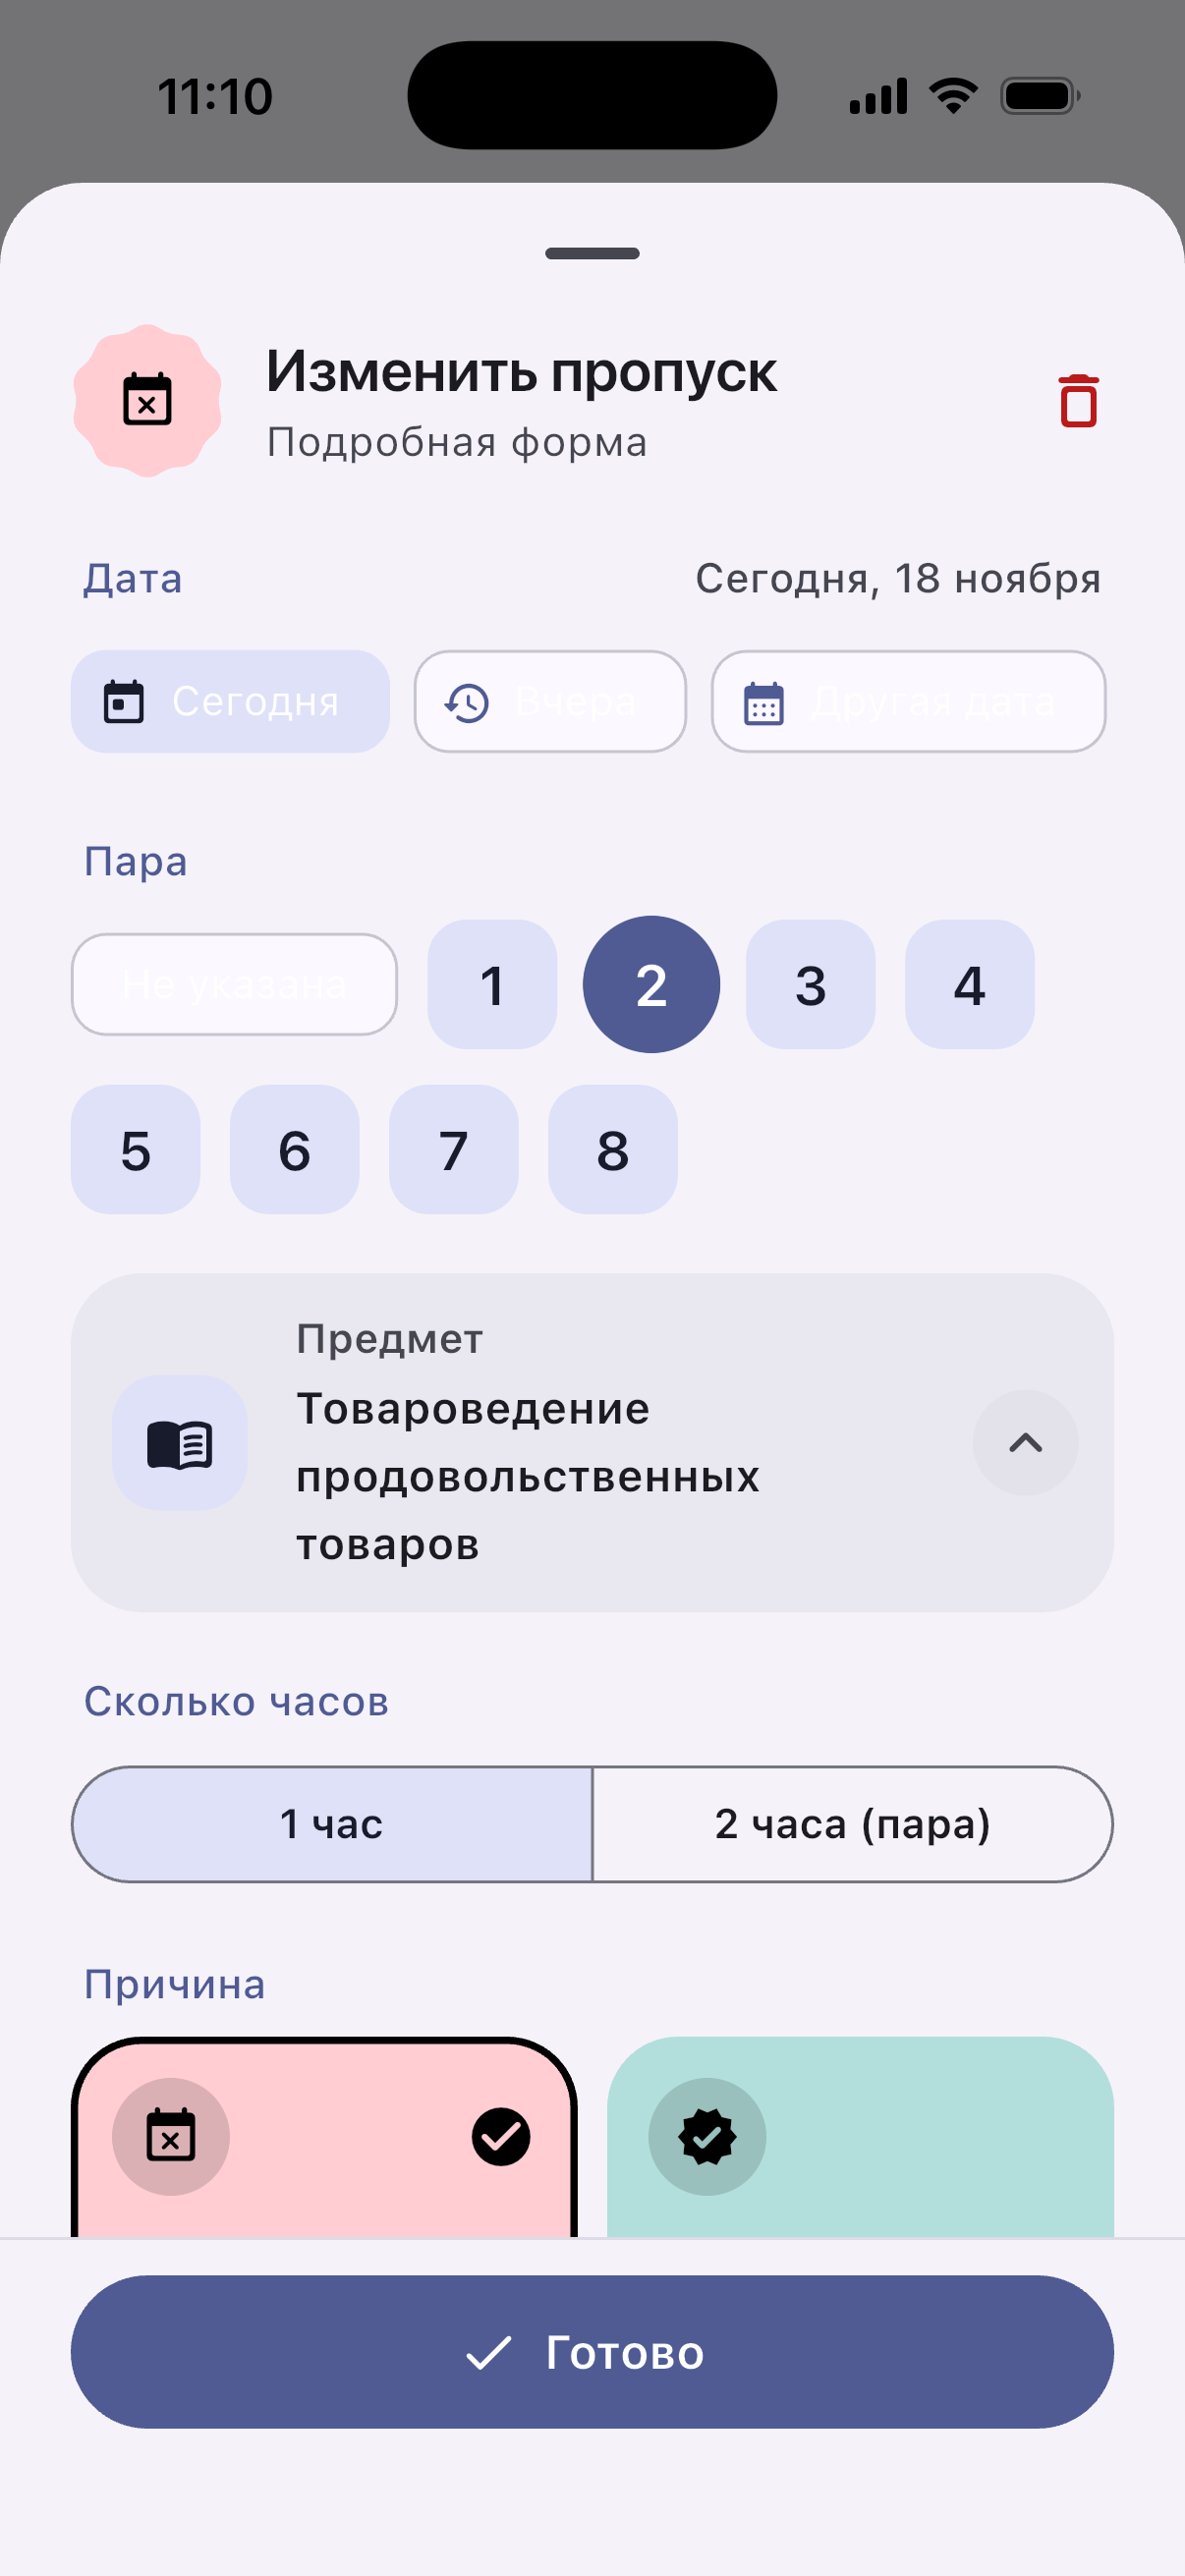 11:10
Изменить пропуск
Подробная форма
Дата
Сегодня, 18 ноября
Сегодня
Вчера
Другая дата
Пара
Не указана
1
2
3
4
5
6
7
8
Предмет
Товароведение
продовольственных
товаров
Сколько часов
1 час
2 часа (пара)
Причина
Готово